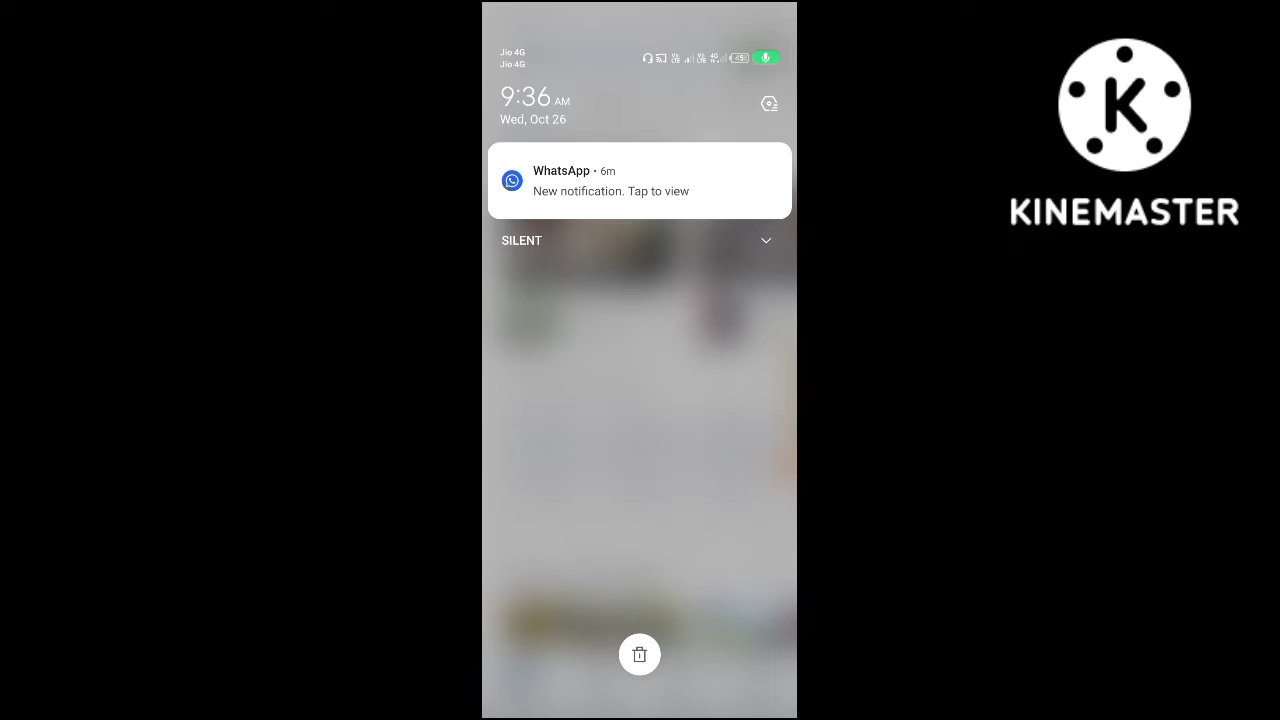 Jio 4G
Jio 4G
9:36 AM
Wed, Oct 26
WhatsApp • 6m
New notification. Tap to view
SILENT
K
KINEMASTER